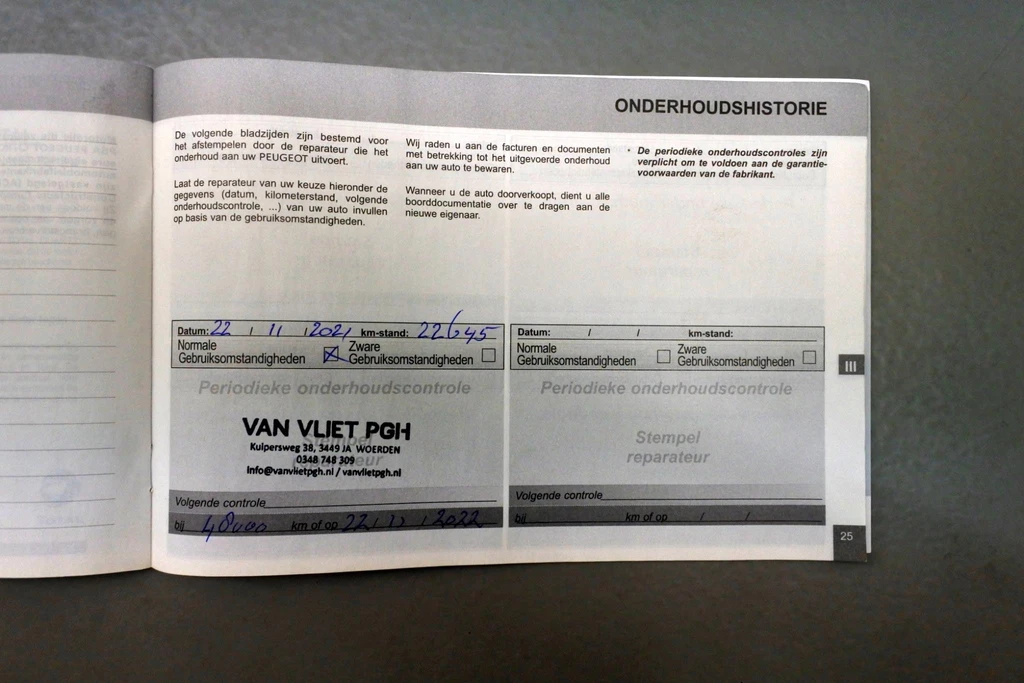 ONDERHOUDSHISTORIE
De volgende bladzijden zijn bestemd voor
het afstempelen door de reparateur die het
onderhoud aan uw PEUGEOT uitvoert.
Laat de reparateur van uw keuze hieronder de
gegevens (datum, kilometerstand, volgende
onderhoudscontrole, ...) van uw auto invullen
op basis van de gebruiksomstandigheden.
Wij raden u aan de facturen en documenten
met betrekking tot het uitgevoerde onderhoud
aan uw auto te bewaren.
Wanneer u de auto doorverkoopt, dient u alle
boorddocumentatie over te dragen aan de
nieuwe eigenaar.
• De periodieke onderhoudscontroles zijn
verplicht om te voldoen aan de garantie-
voorwaarden van de fabrikant.
Datum: 22 / 11 / 2021 km-stand: 22645
Normale
Gebruiksomstandigheden
Zware
Gebruiksomstandigheden
Periodieke onderhoudscontrole
Stempel
reparateur
VAN VLIET PGH
Kuipersweg 38, 3449 JA WOERDEN
0348 748 309
info@vanvlietpgh.nl / vanvlietpgh.nl
Volgende controle
bij 48000 km of op 22 / 11 / 2022
Datum: / / km-stand:
Normale
Gebruiksomstandigheden
Zware
Gebruiksomstandigheden
Periodieke onderhoudscontrole
Stempel
reparateur
Volgende controle
bij km of op / /
III
25